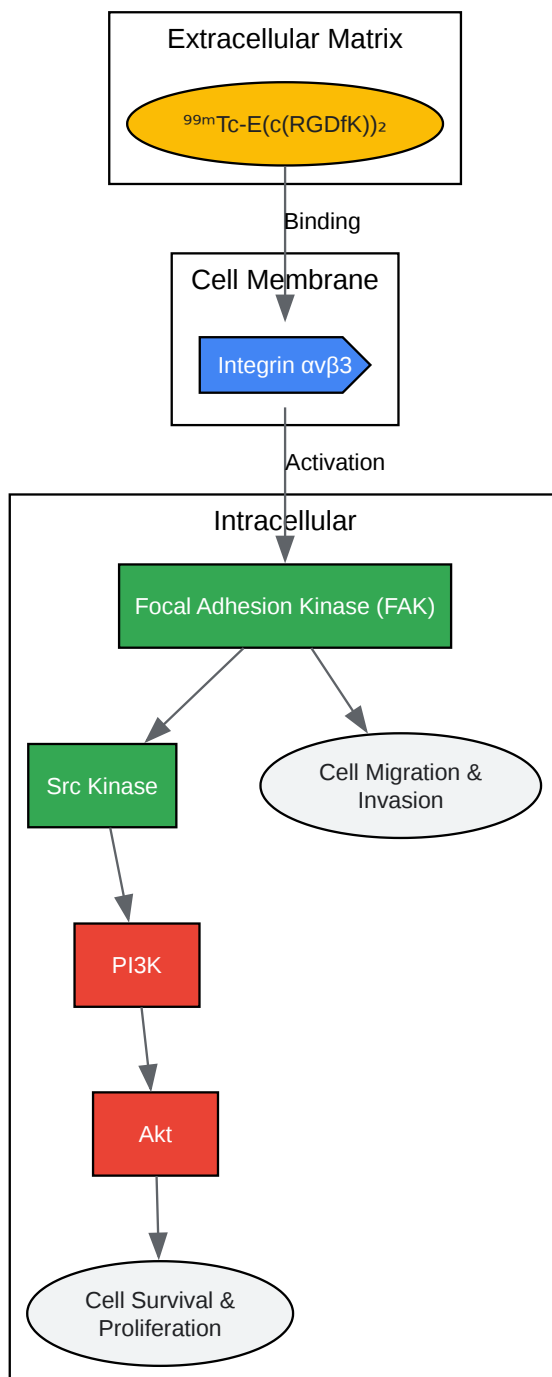 Extracellular Matrix
⁹⁹ᵐTc-E(c(RGDfK))₂
Binding
Cell Membrane
Integrin αvβ3
Activation
Intracellular
Focal Adhesion Kinase (FAK)
Src Kinase
Cell Migration &
Invasion
PI3K
Akt
Cell Survival &
Proliferation